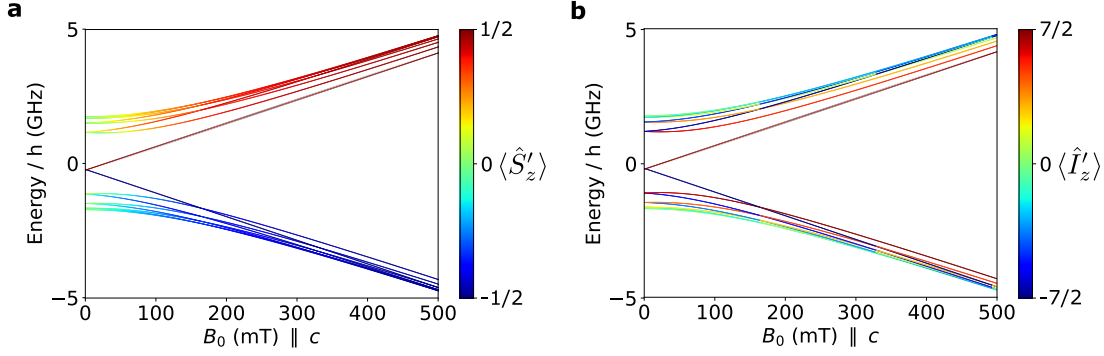 a
5
0
−5
Energy / h (GHz)
0 100 200 300 400 500
B₀ (mT) ∥ c
1/2
0
-1/2
⟨Ŝ′z⟩
b
5
0
−5
Energy / h (GHz)
0 100 200 300 400 500
B₀ (mT) ∥ c
7/2
0
-7/2
⟨Î′z⟩